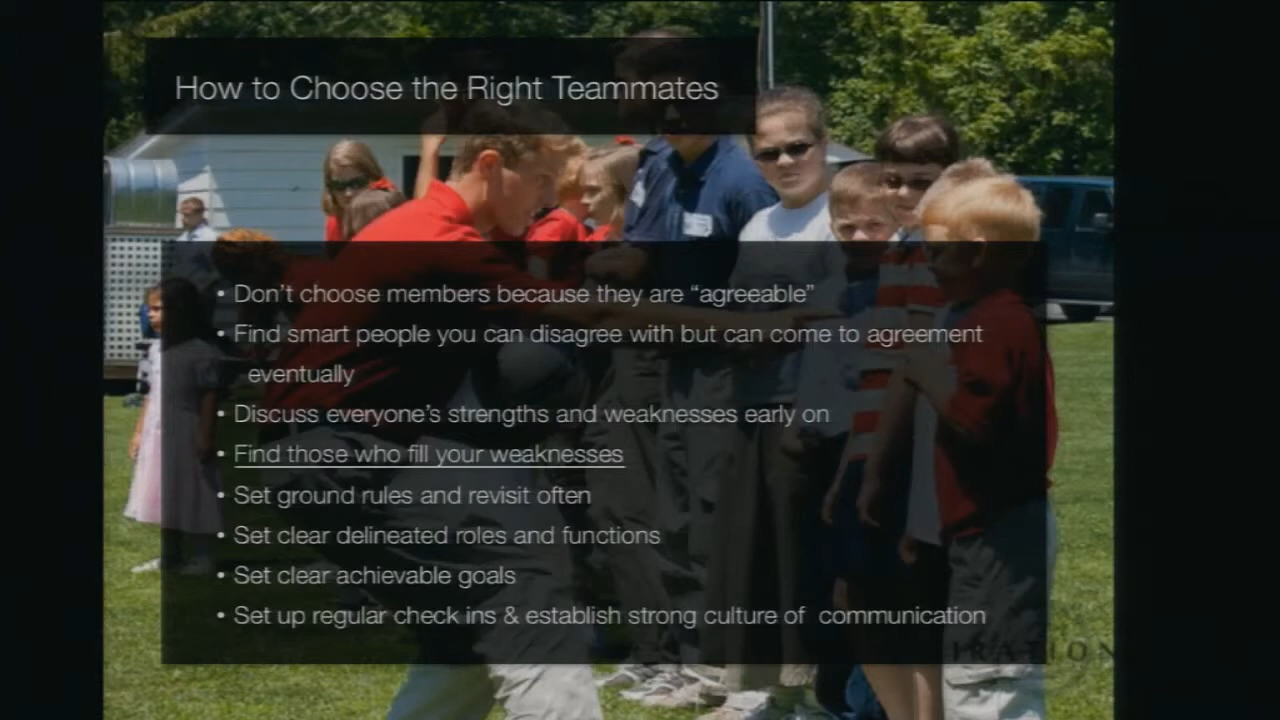 How to Choose the Right Teammates
• Don't choose members because they are “agreeable”
• Find smart people you can disagree with but can come to agreement
eventually
• Discuss everyone's strengths and weaknesses early on
• Find those who fill your weaknesses
• Set ground rules and revisit often
• Set clear delineated roles and functions
• Set clear achievable goals
• Set up regular check ins & establish strong culture of communication
IRATION